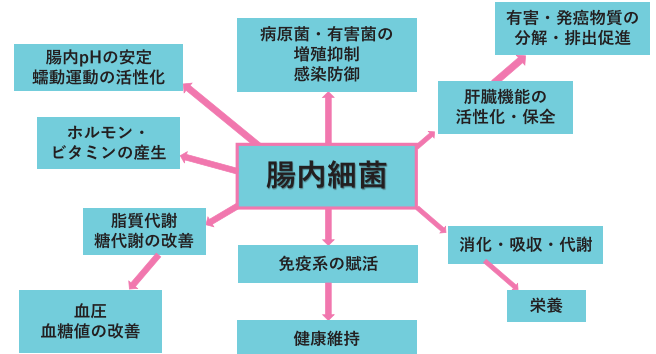 有害・発癌物質の
分解・排出促進
病原菌・有害菌の
増殖抑制
感染防御
腸内pHの安定
蠕動運動の活性化
肝臓機能の
活性化・保全
ホルモン・
ビタミンの産生
腸内細菌
脂質代謝
糖代謝の改善
消化・吸収・代謝
免疫系の賦活
栄養
血圧
血糖値の改善
健康維持